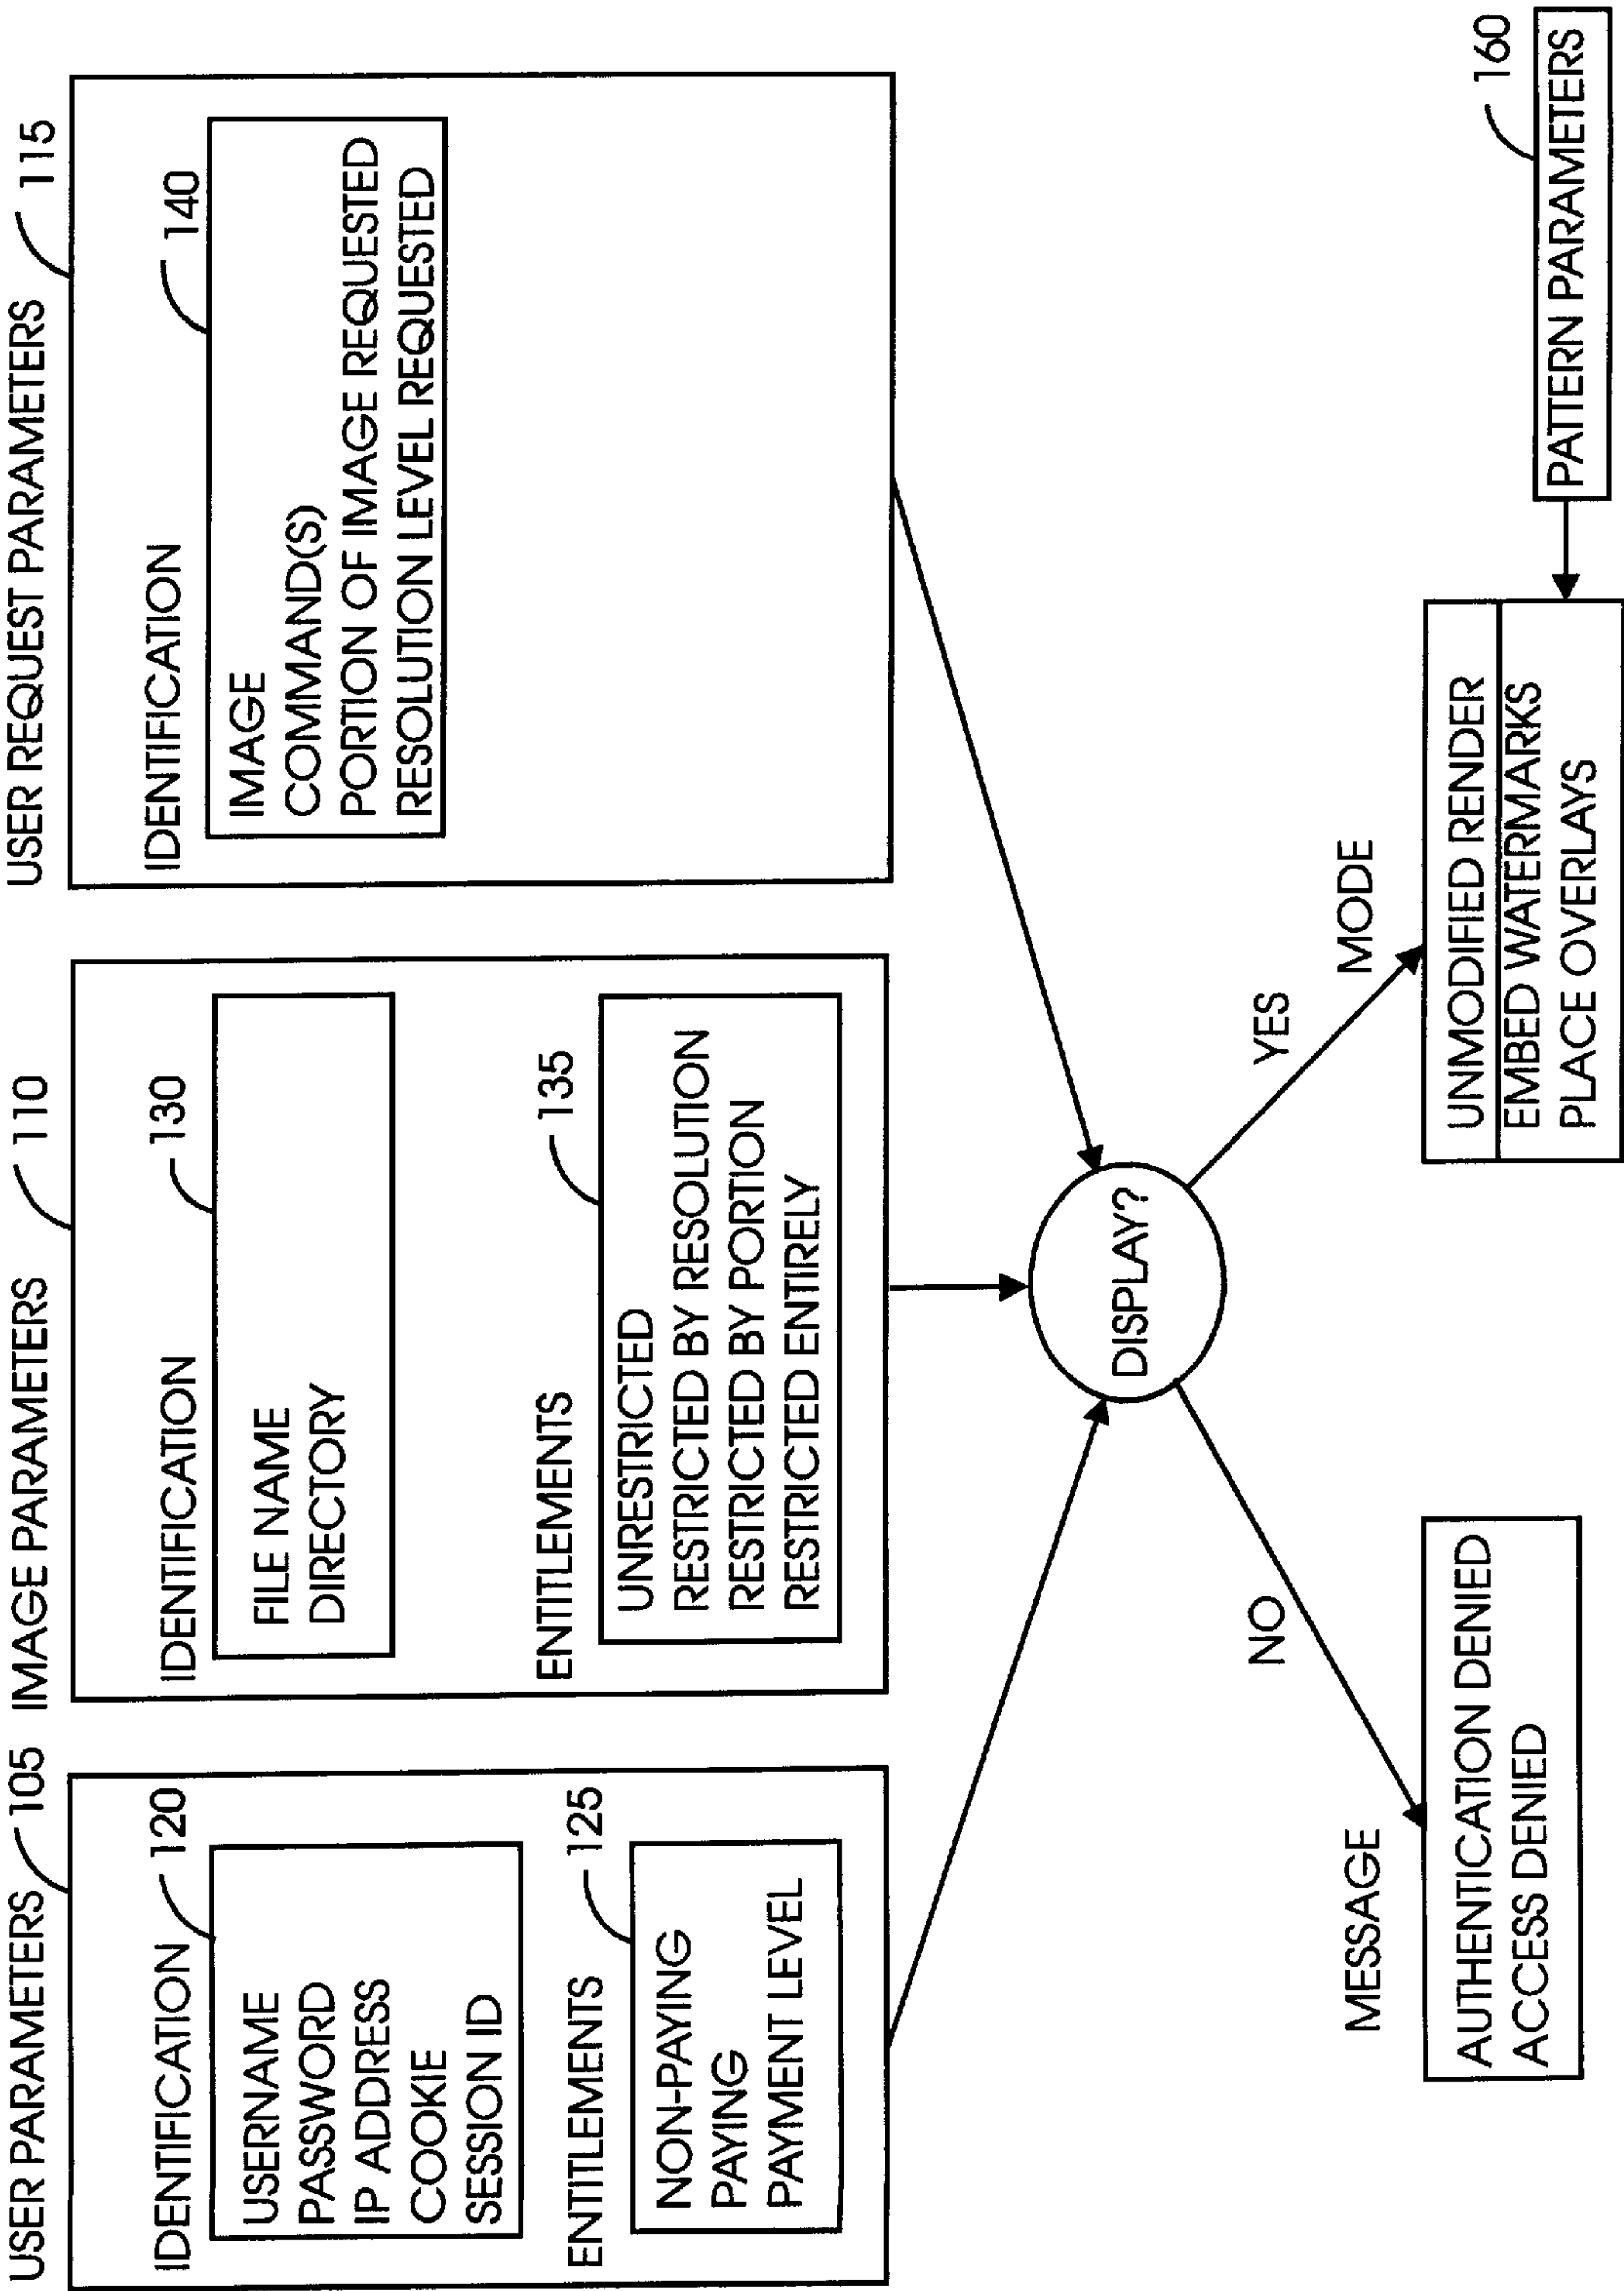 USER PARAMETERS 105
IDENTIFICATION 120
USERNAME
PASSWORD
IP ADDRESS
COOKIE
SESSION ID
ENTITLEMENTS 125
NON-PAYING
PAYING
PAYMENT LEVEL
IMAGE PARAMETERS 110
IDENTIFICATION 130
FILE NAME
DIRECTORY
ENTITLEMENTS 135
UNRESTRICTED
RESTRICTED BY RESOLUTION
RESTRICTED BY PORTION
RESTRICTED ENTIRELY
USER REQUEST PARAMETERS 115
IDENTIFICATION 140
IMAGE
COMMAND(S)
PORTION OF IMAGE REQUESTED
RESOLUTION LEVEL REQUESTED
DISPLAY?
NO
YES
MESSAGE
AUTHENTICATION DENIED
ACCESS DENIED
MODE
UNMODIFIED RENDER
EMBED WATERMARKS
PLACE OVERLAYS
160
PATTERN PARAMETERS